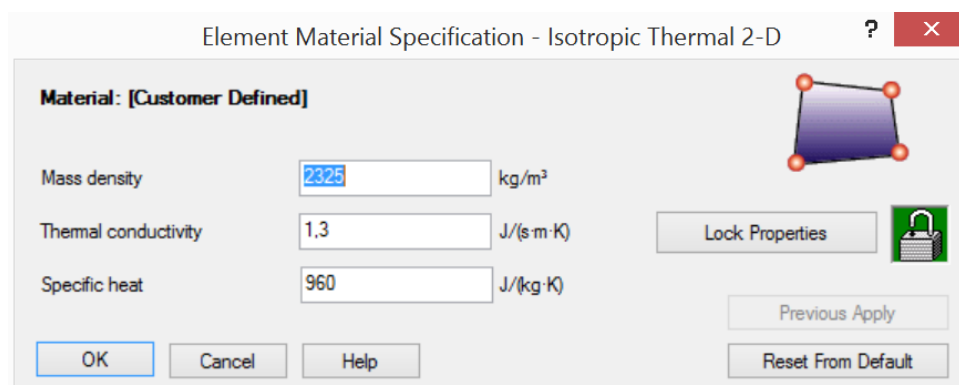 Element Material Specification - Isotropic Thermal 2-D ? ×
Material: [Customer Defined]
Mass density 2325 kg/m³
Thermal conductivity 1,3 J/(s·m·K) Lock Properties
Specific heat 960 J/(kg·K)
Previous Apply
OK Cancel Help Reset From Default